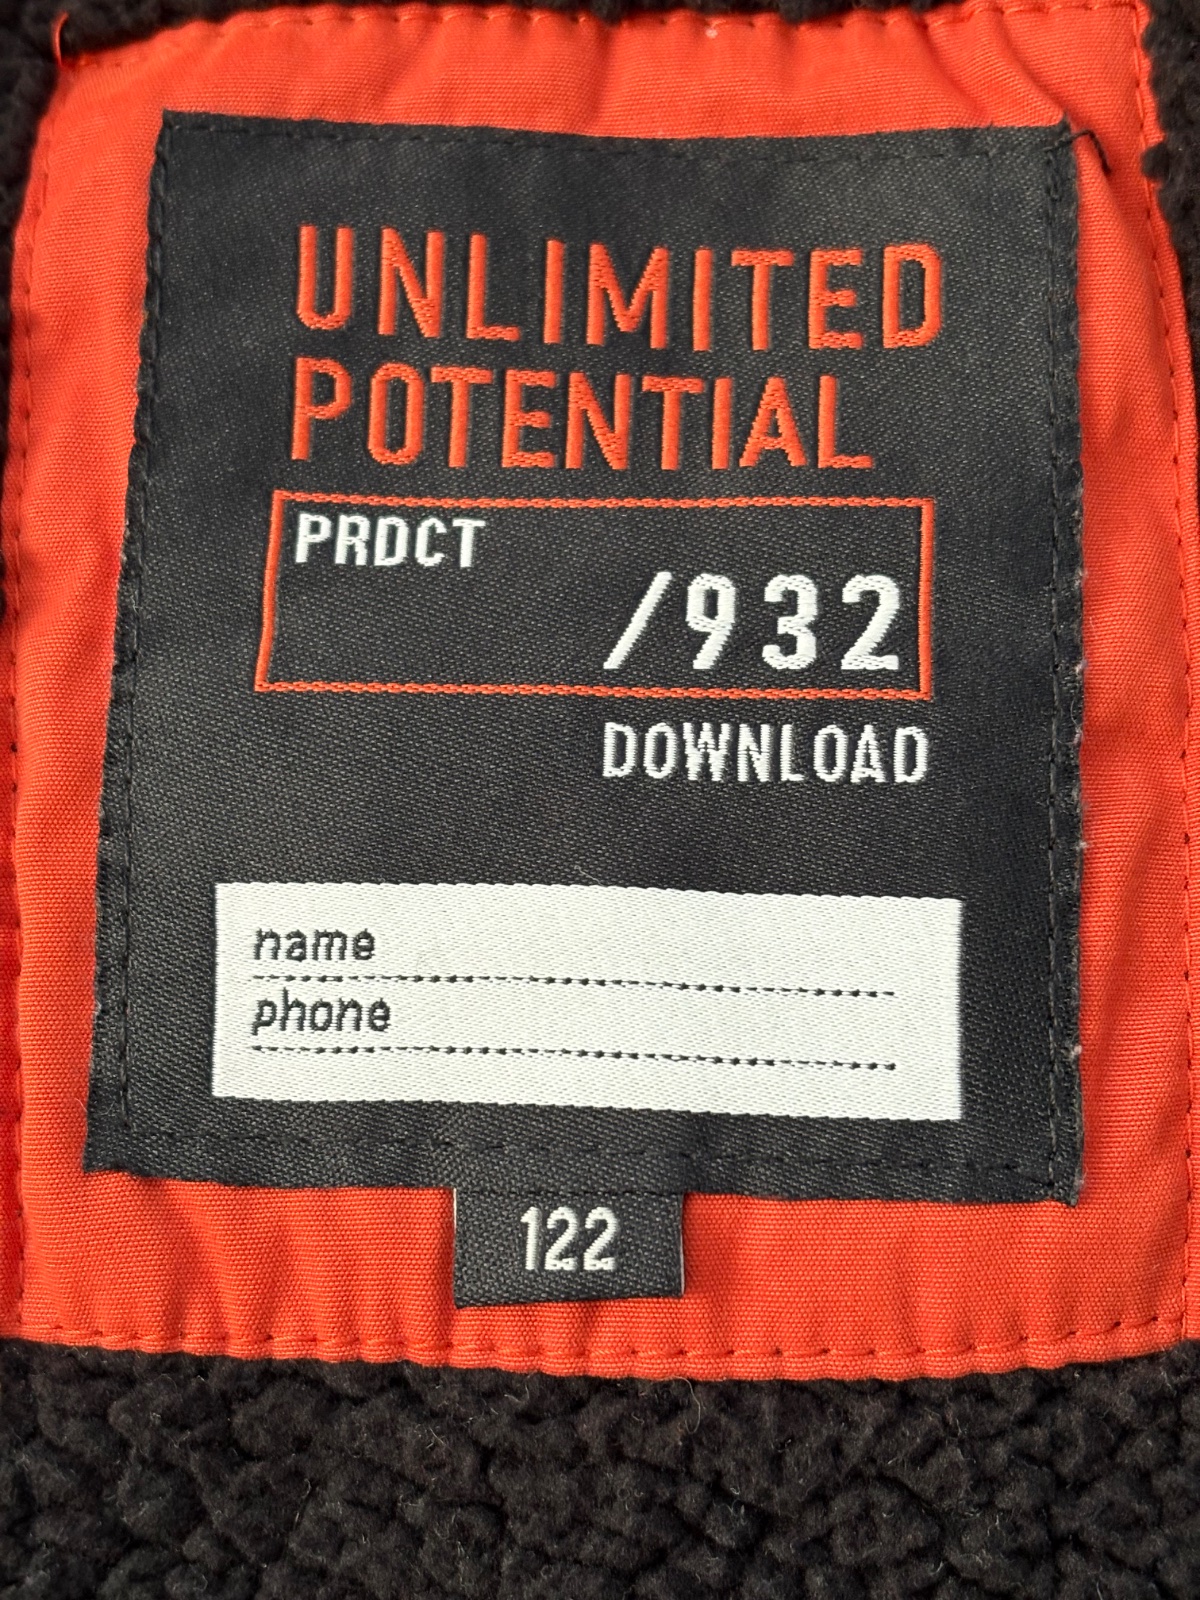 UNLIMITED
POTENTIAL
PRDCT
/932
DOWNLOAD
name
phone
122